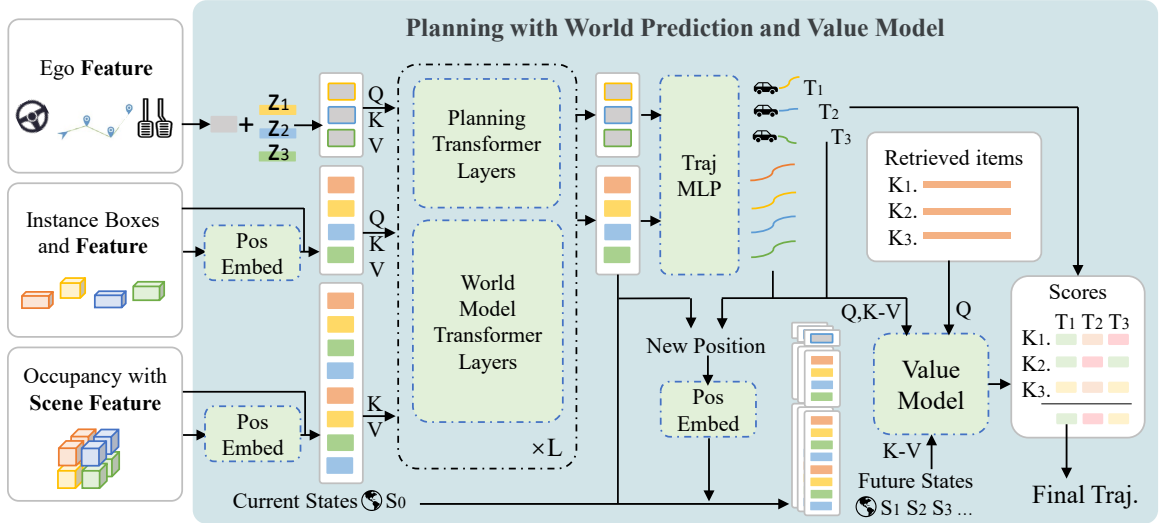 Planning with World Prediction and Value Model
Ego Feature
Z1
Z2
Z3
+
Q
K
V
Planning
Transformer
Layers
Traj
MLP
T1
T2
T3
Retrieved items
K1.
K2.
K3.
Instance Boxes
and Feature
Pos
Embed
Q
K
V
World
Model
Transformer
Layers
×L
Occupancy with
Scene Feature
Pos
Embed
K
V
New Position
Pos
Embed
Q,K-V
Q
Value
Model
K-V
Scores
T1 T2 T3
K1.
K2.
K3.
Current States S0
Future States
S1 S2 S3 ...
Final Traj.